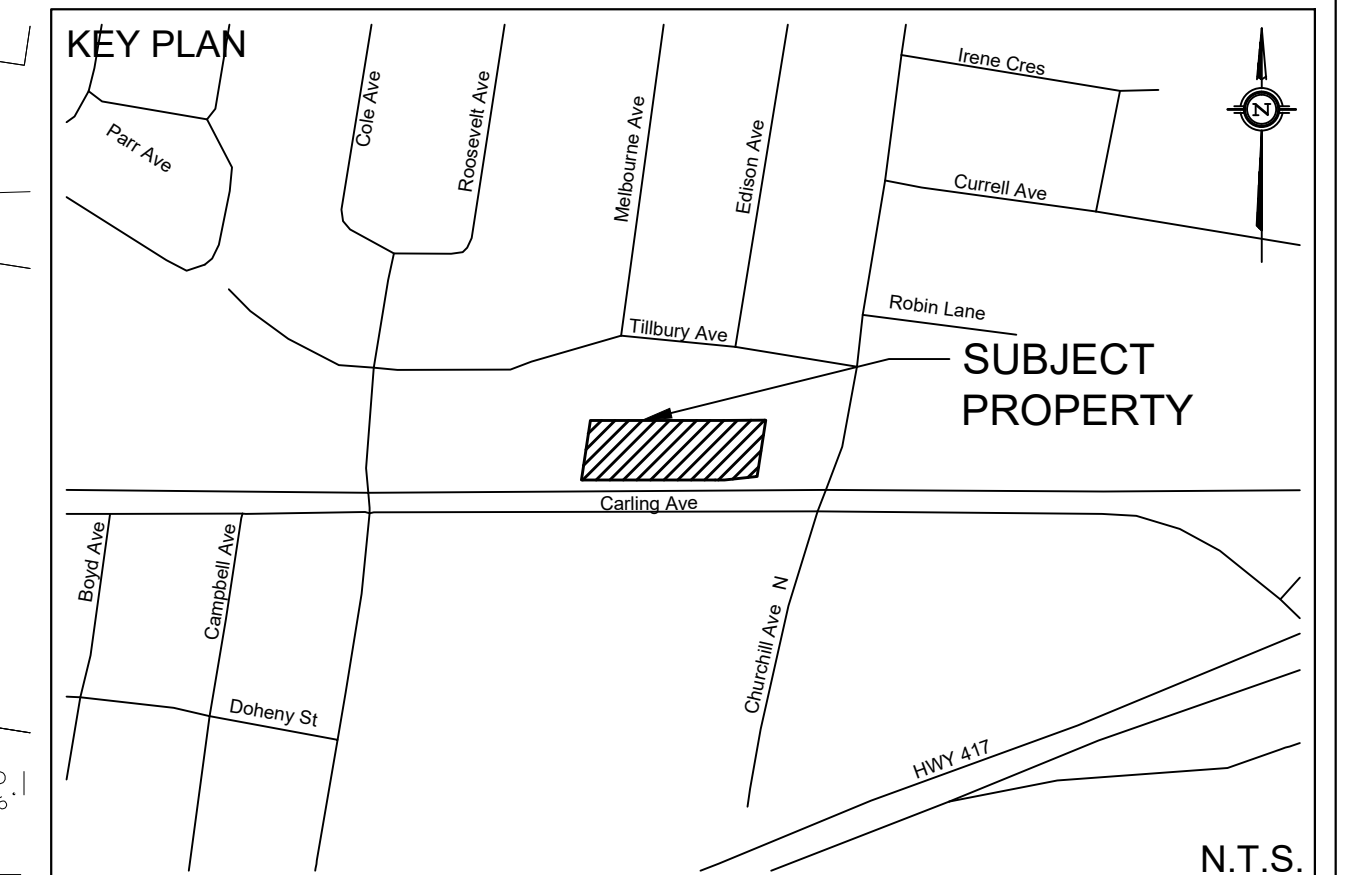 KEY PLAN
Irene Cres
Cole Ave
Roosevelt Ave
Melbourne Ave
Edison Ave
N
Parr Ave
Currell Ave
Robin Lane
Tillbury Ave
SUBJECT
PROPERTY
Carling Ave
Boyd Ave
Campbell Ave
Churchill Ave N
Doheny St
HWY 417
N.T.S.